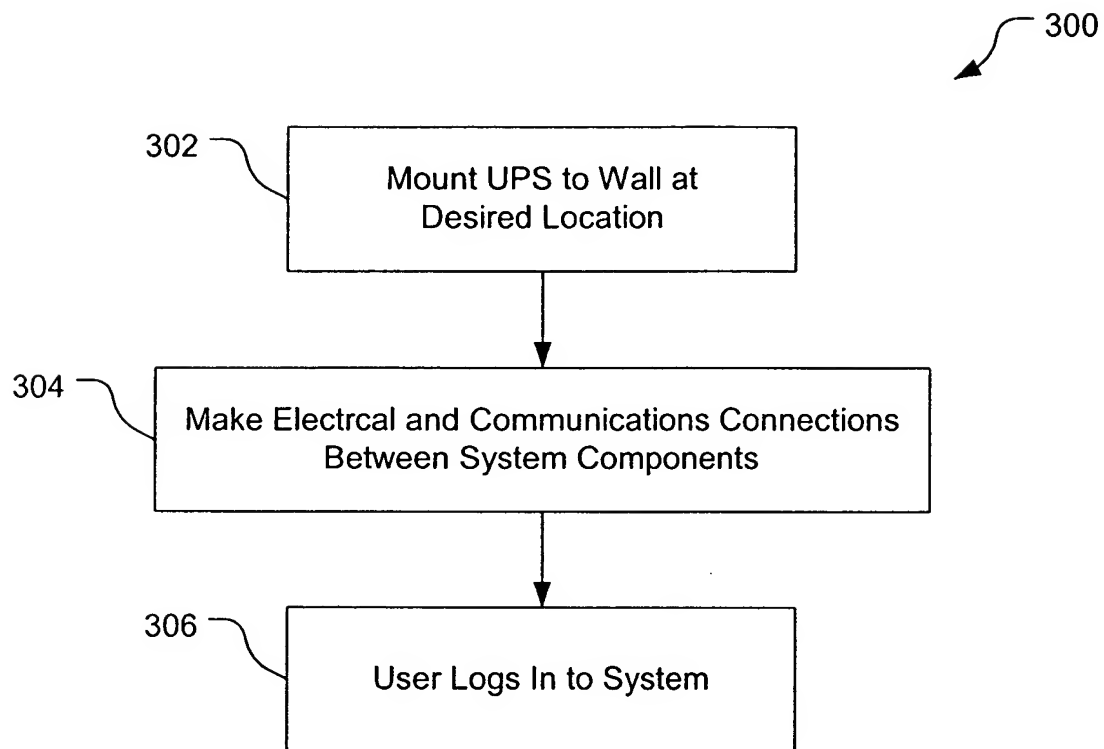 300
302
Mount UPS to Wall at
Desired Location
304
Make Electrcal and Communications Connections
Between System Components
306
User Logs In to System